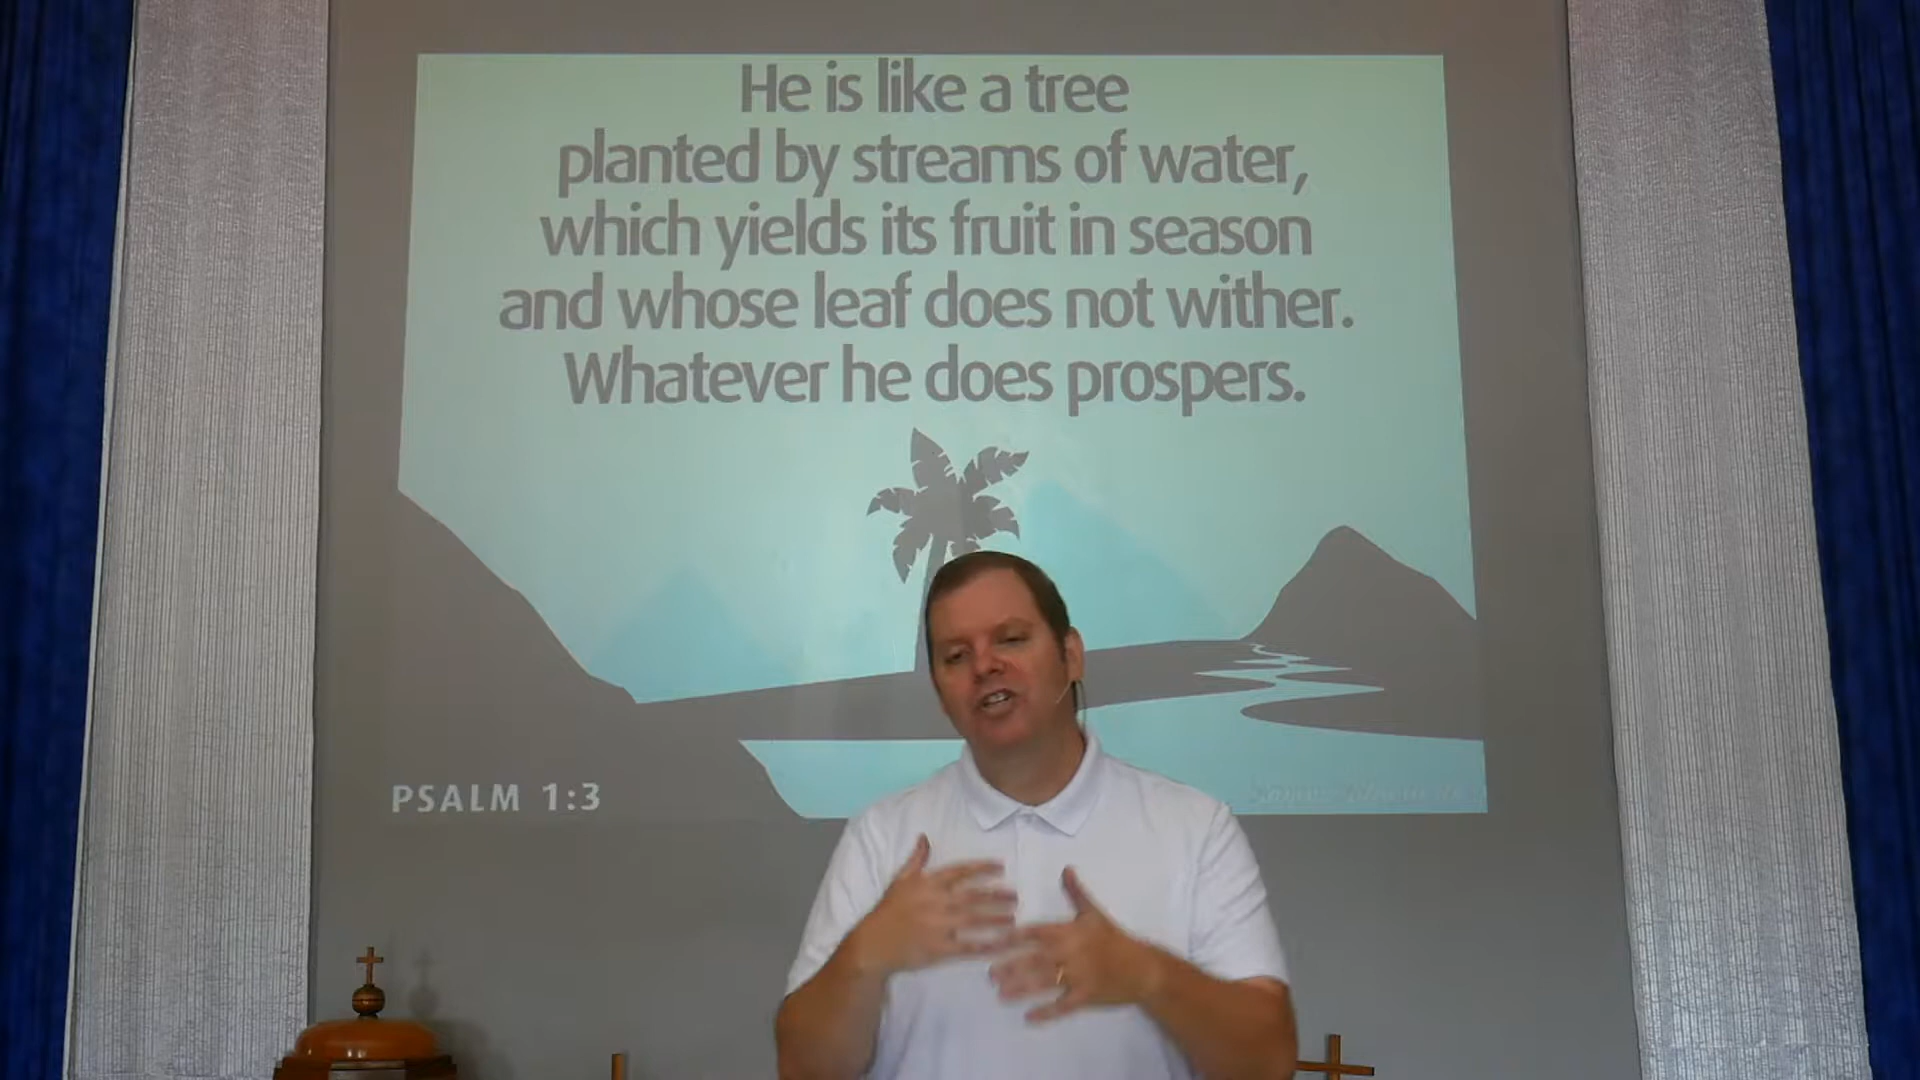 He is like a tree
planted by streams of water,
which yields its fruit in season
and whose leaf does not wither.
Whatever he does prospers.
PSALM 1:3